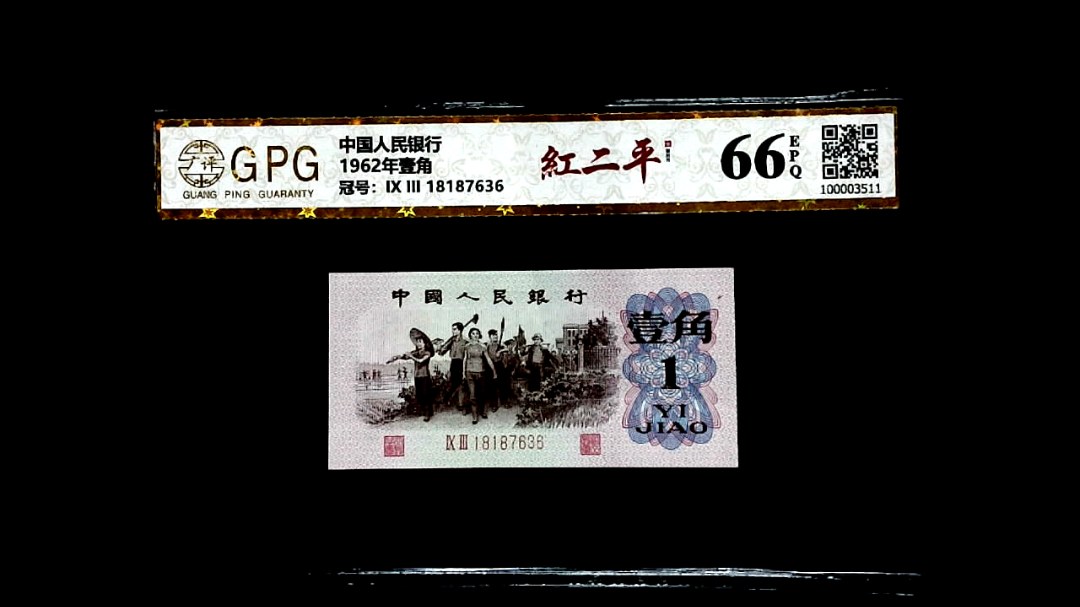 广评
GPG
GUANG PING GUARANTY
中国人民银行
1962年壹角
冠号：IX III 18187636
紅二平
66
EPQ
100003511
中國人民銀行
壹角
1
YI
JIAO
IX III 18187636